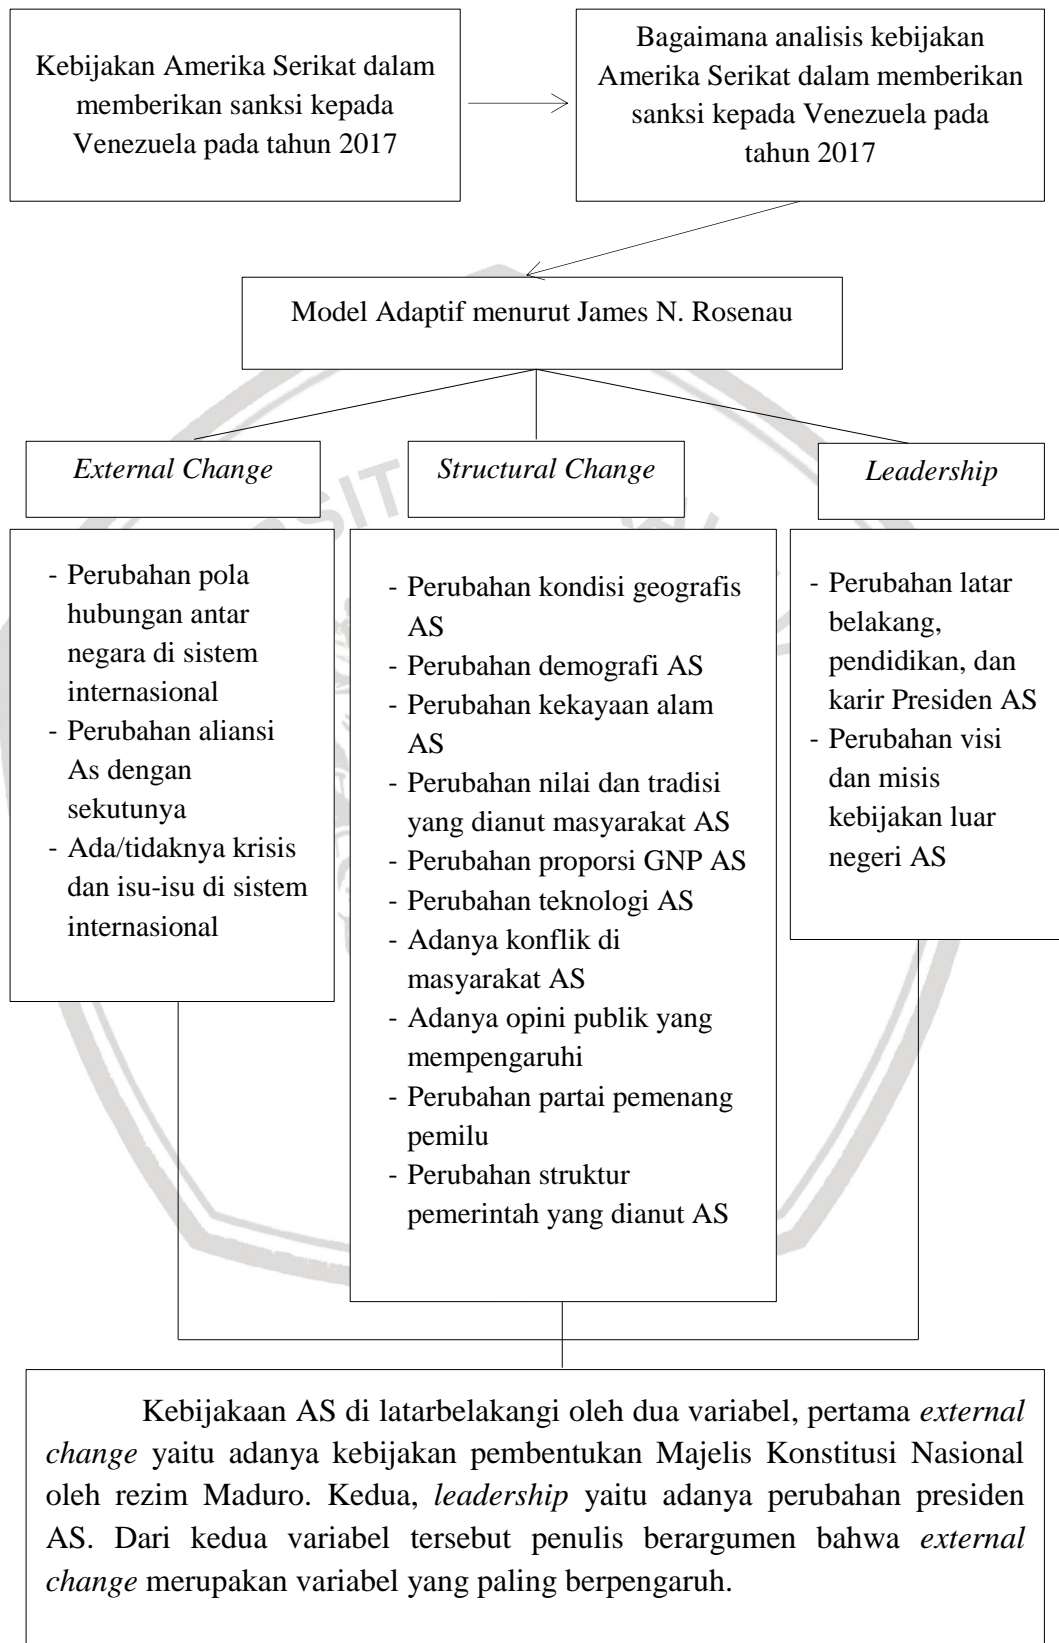 Kebijakan Amerika Serikat dalam
memberikan sanksi kepada
Venezuela pada tahun 2017
Bagaimana analisis kebijakan
Amerika Serikat dalam memberikan
sanksi kepada Venezuela pada
tahun 2017
Model Adaptif menurut James N. Rosenau
External Change
Structural Change
Leadership
- Perubahan pola
hubungan antar
negara di sistem
internasional
- Perubahan aliansi
As dengan
sekutunya
- Ada/tidaknya krisis
dan isu-isu di sistem
internasional
- Perubahan kondisi geografis
AS
- Perubahan demografi AS
- Perubahan kekayaan alam
AS
- Perubahan nilai dan tradisi
yang dianut masyarakat AS
- Perubahan proporsi GNP AS
- Perubahan teknologi AS
- Adanya konflik di
masyarakat AS
- Adanya opini publik yang
mempengaruhi
- Perubahan partai pemenang
pemilu
- Perubahan struktur
pemerintah yang dianut AS
- Perubahan latar
belakang,
pendidikan, dan
karir Presiden AS
- Perubahan visi
dan misis
kebijakan luar
negeri AS
Kebijakaan AS di latarbelakangi oleh dua variabel, pertama external
change yaitu adanya kebijakan pembentukan Majelis Konstitusi Nasional
oleh rezim Maduro. Kedua, leadership yaitu adanya perubahan presiden
AS. Dari kedua variabel tersebut penulis berargumen bahwa external
change merupakan variabel yang paling berpengaruh.